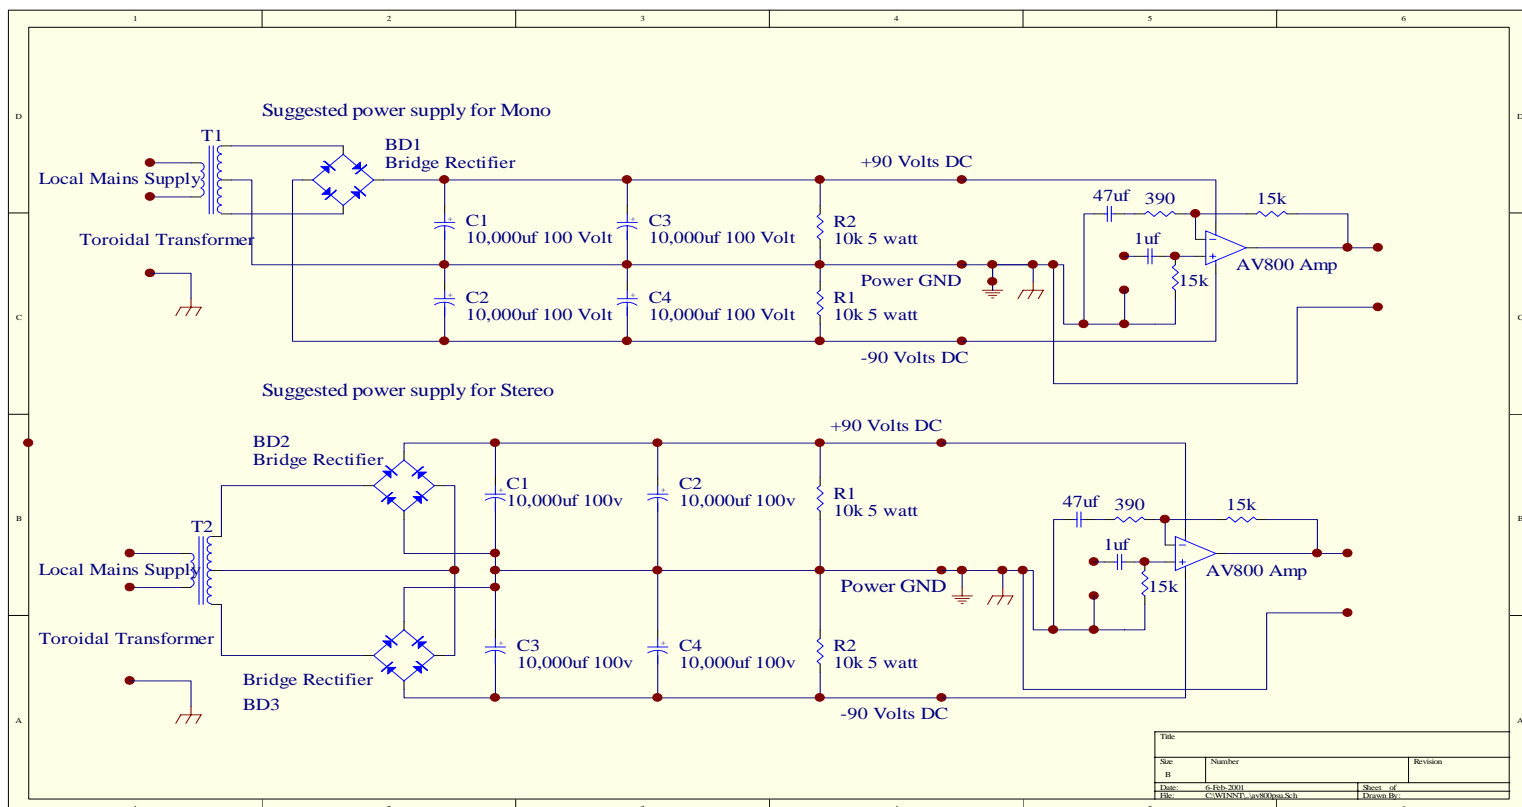 1 2 3 4 5 6
D D
Suggested power supply for Mono
T1
BD1
Bridge Rectifier
+90 Volts DC
Local Mains Supply
47uf 390 15k
C1
10,000uf 100 Volt
C3
10,000uf 100 Volt
R2
10k 5 watt
Toroidal Transformer
1uf
AV800 Amp
Power GND
15k
C2
10,000uf 100 Volt
C4
10,000uf 100 Volt
R1
10k 5 watt
C C
-90 Volts DC
Suggested power supply for Stereo
+90 Volts DC
BD2
Bridge Rectifier
C1
10,000uf 100v
C2
10,000uf 100v
R1
10k 5 watt
47uf 390 15k
B B
T2
1uf
Local Mains Supply
AV800 Amp
Power GND
15k
Toroidal Transformer
C3
10,000uf 100v
C4
10,000uf 100v
R2
10k 5 watt
Bridge Rectifier
BD3
-90 Volts DC
A A
Title
Size Number Revision
B
Date: 6-Feb-2001 Sheet of
File: C:\WINNT\..\av800psu.Sch Drawn By: